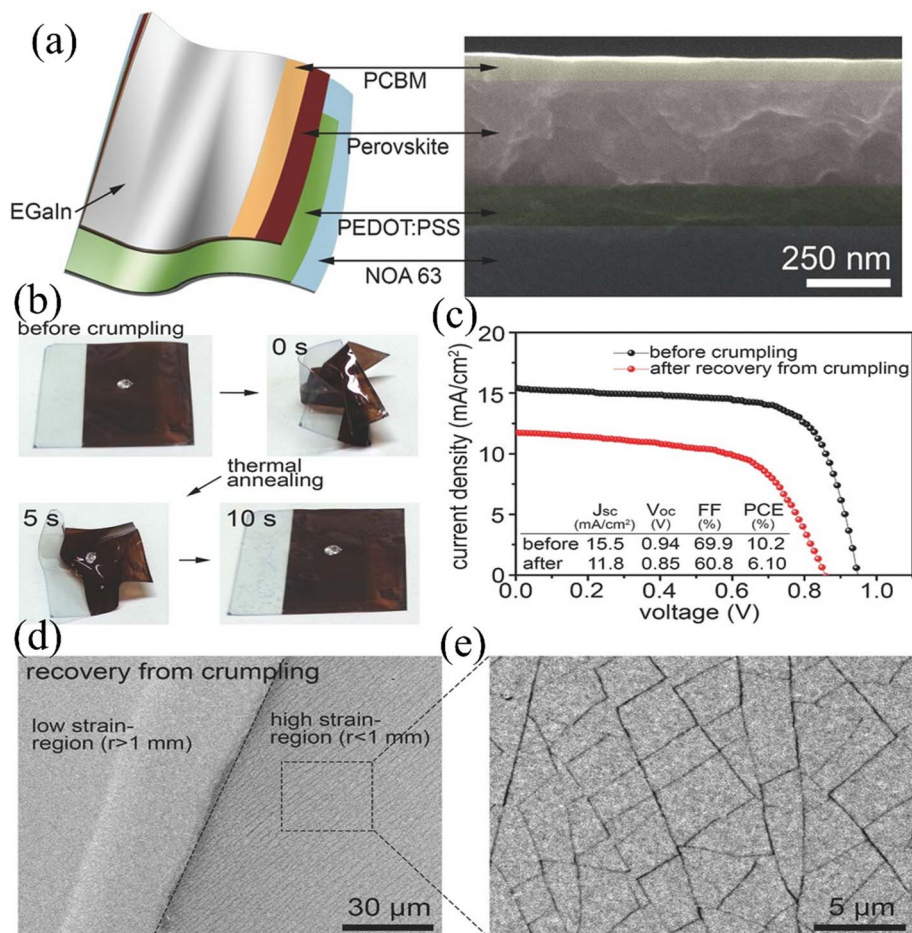 (a)
PCBM
Perovskite
EGaIn
PEDOT:PSS
NOA 63
250 nm
(b)
before crumpling
0 s
thermal
annealing
5 s
10 s
(c)
20
15
10
5
0
current density (mA/cm²)
before crumpling
after recovery from crumpling
Jsc Voc FF PCE
(mA/cm²) (V) (%) (%)
before 15.5 0.94 69.9 10.2
after 11.8 0.85 60.8 6.10
0.0 0.2 0.4 0.6 0.8 1.0
voltage (V)
(d)
recovery from crumpling
low strain-
region (r>1 mm)
high strain-
region (r<1 mm)
30 µm
(e)
5 µm